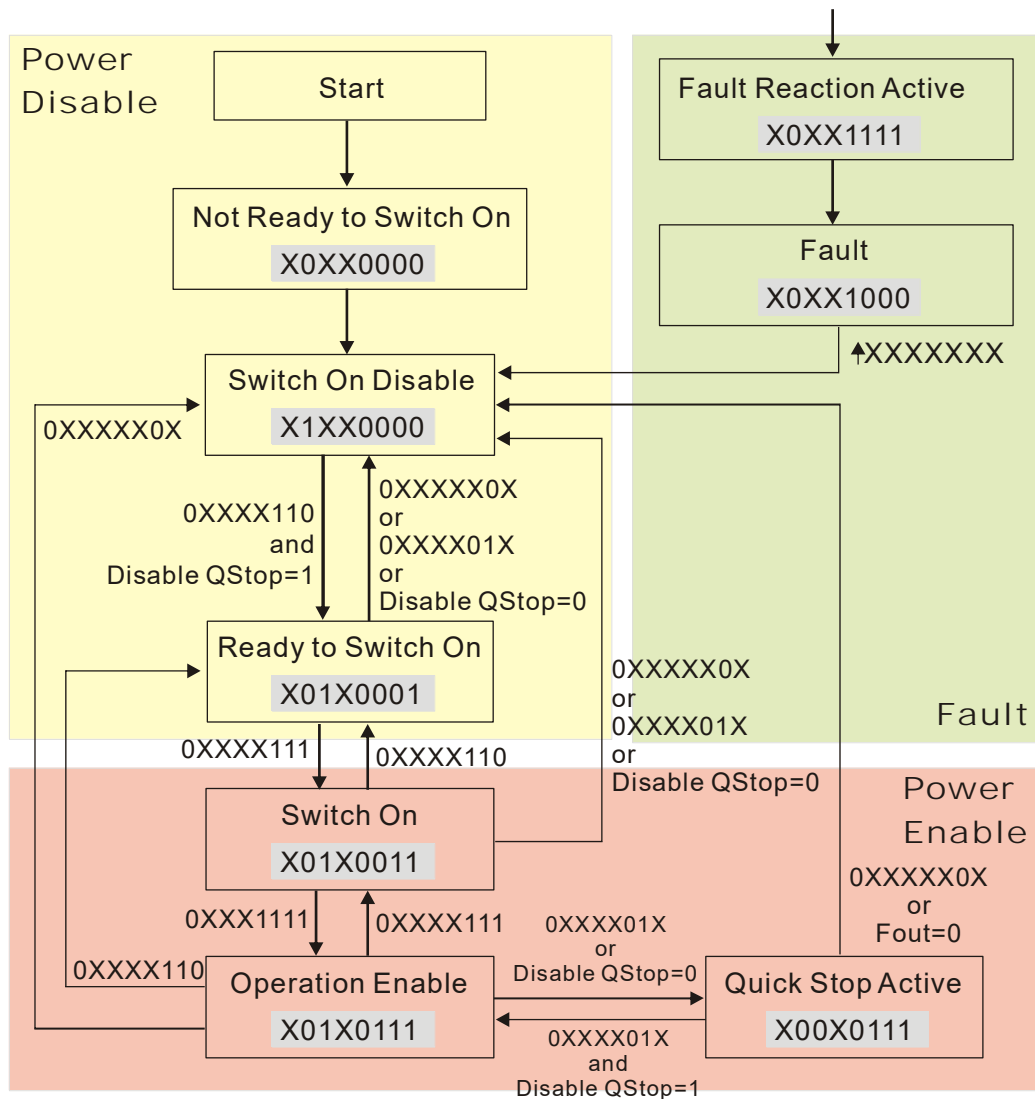 Power
Disable
Start
Not Ready to Switch On
X0XX0000
Switch On Disable
X1XX0000
0XXXXX0X
0XXXX110
and
Disable QStop=1
0XXXXX0X
or
0XXXX01X
or
Disable QStop=0
Ready to Switch On
X01X0001
0XXXX111
0XXXX110
Fault Reaction Active
X0XX1111
Fault
X0XX1000
XXXXXXX
Fault
0XXXXX0X
or
0XXXX01X
or
Disable QStop=0
Power
Enable
Switch On
X01X0011
0XXX1111
0XXXX111
0XXXX110
Operation Enable
X01X0111
0XXXX01X
or
Disable QStop=0
0XXXX01X
and
Disable QStop=1
0XXXXX0X
or
Fout=0
Quick Stop Active
X00X0111